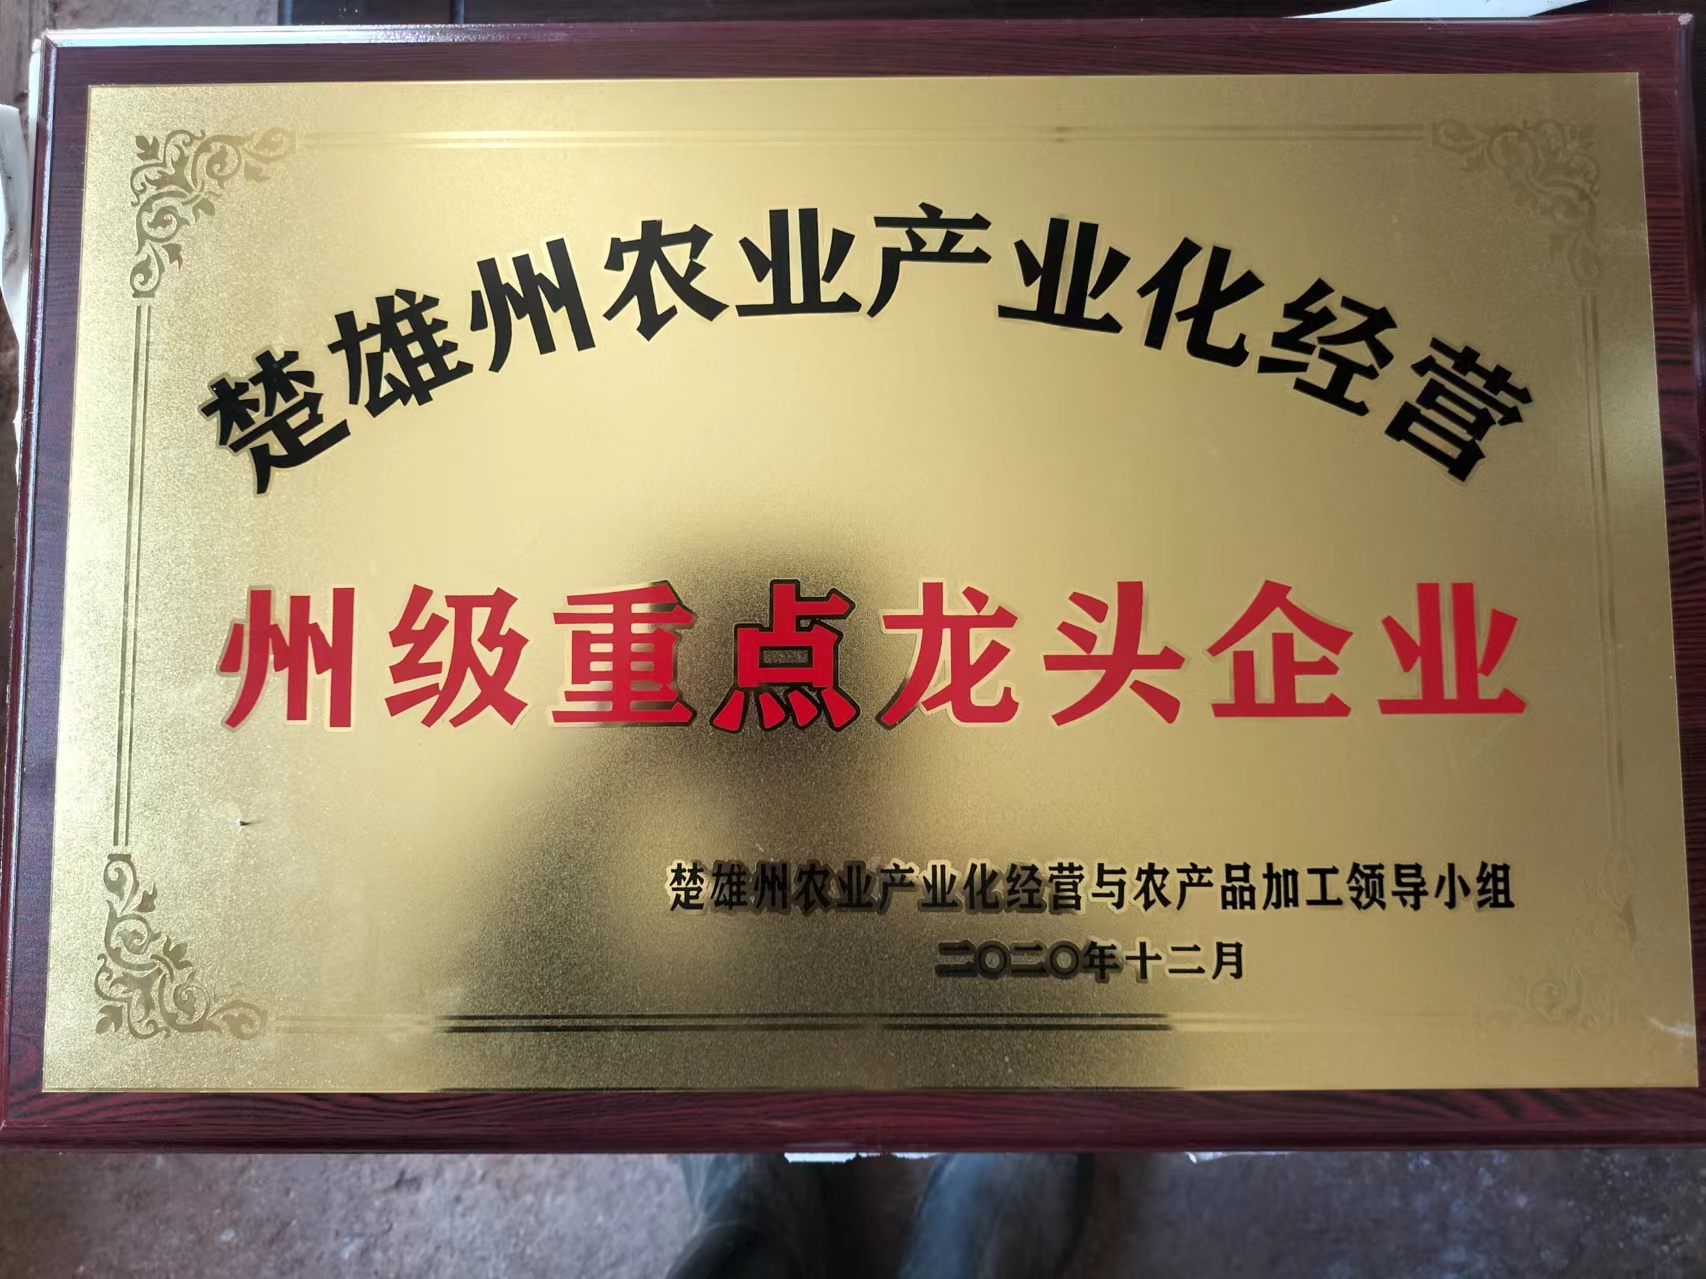 楚雄州农业产业化经营
州级重点龙头企业
楚雄州农业产业化经营与农产品加工领导小组
二〇二〇年十二月